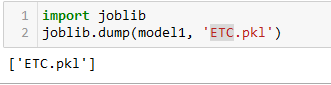 1 import joblib
2 joblib.dump(model1, 'ETC.pkl')
['ETC.pkl']